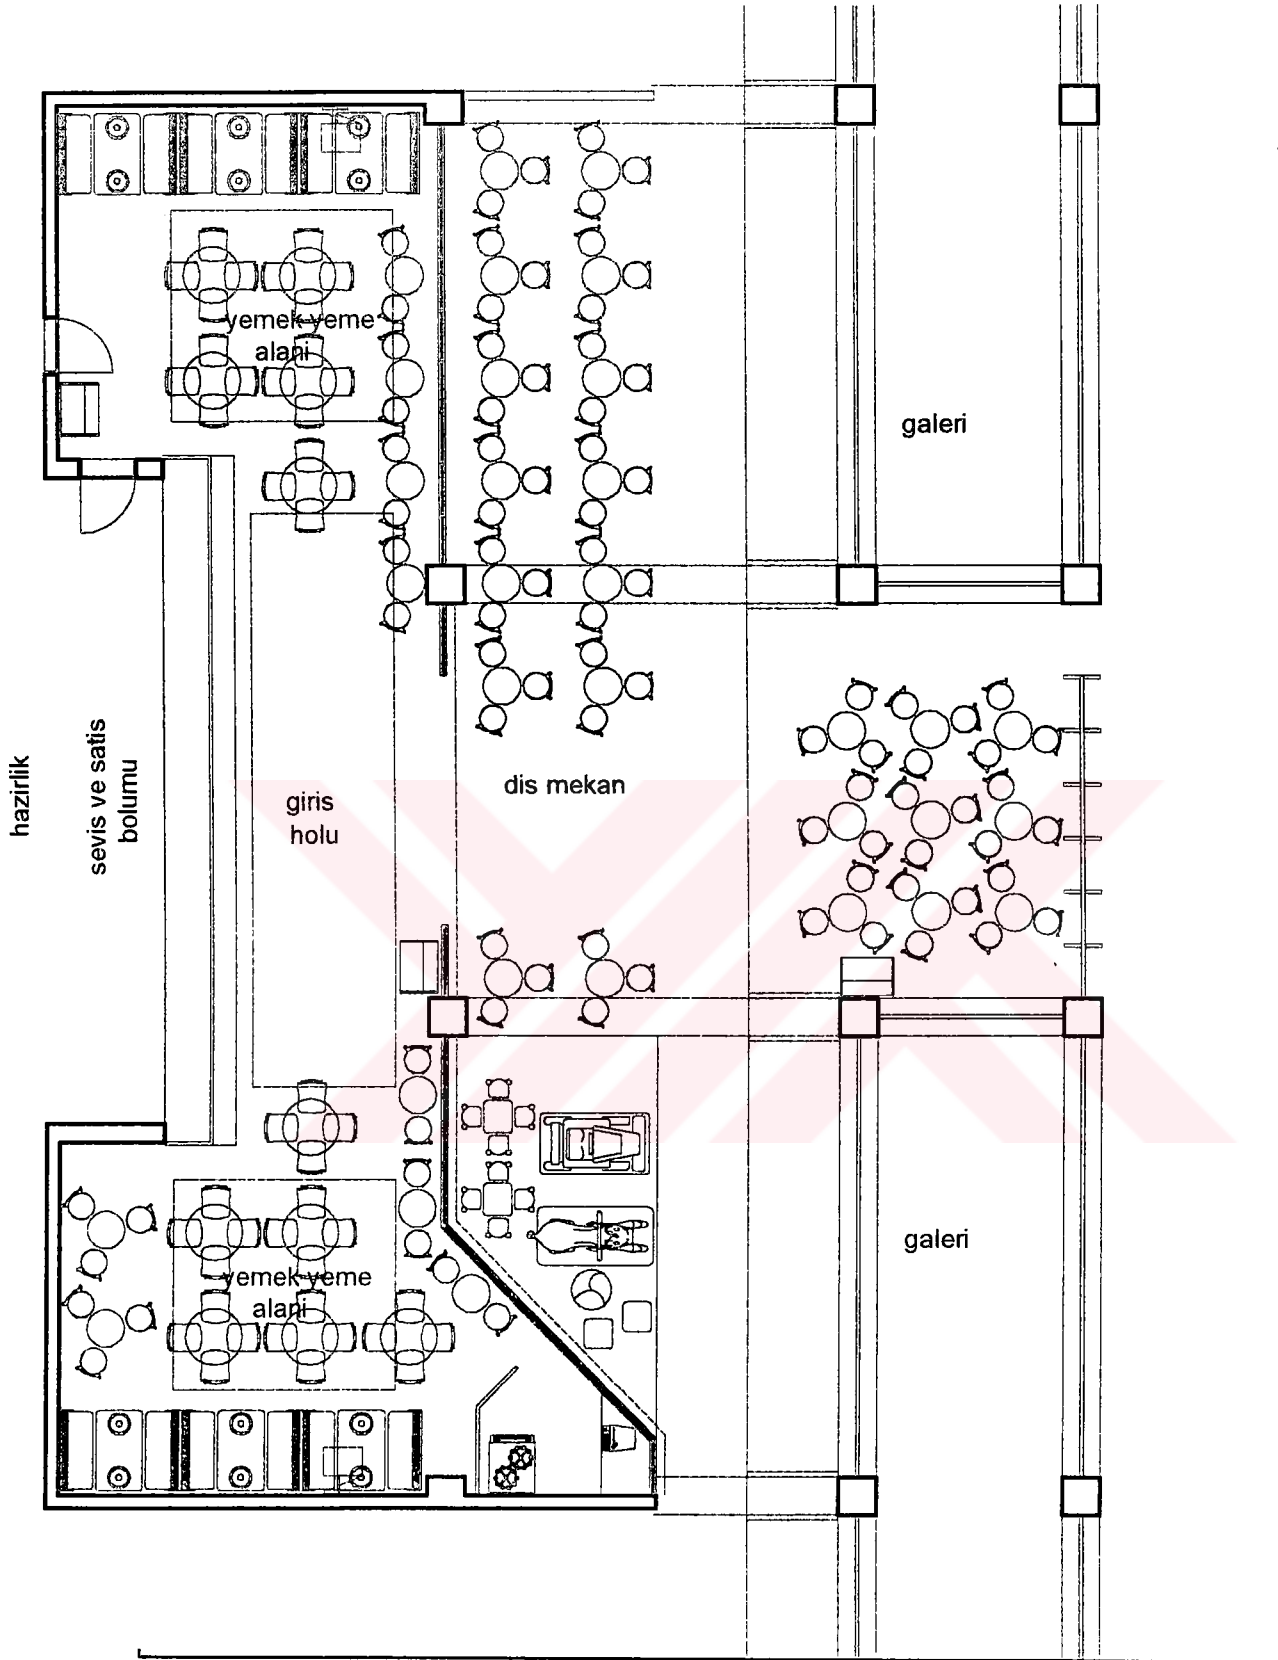 yemek yeme
alani
galeri
hazirlik
sevis ve satis
bolumu
giris
holu
dis mekan
yemek yeme
alani
galeri